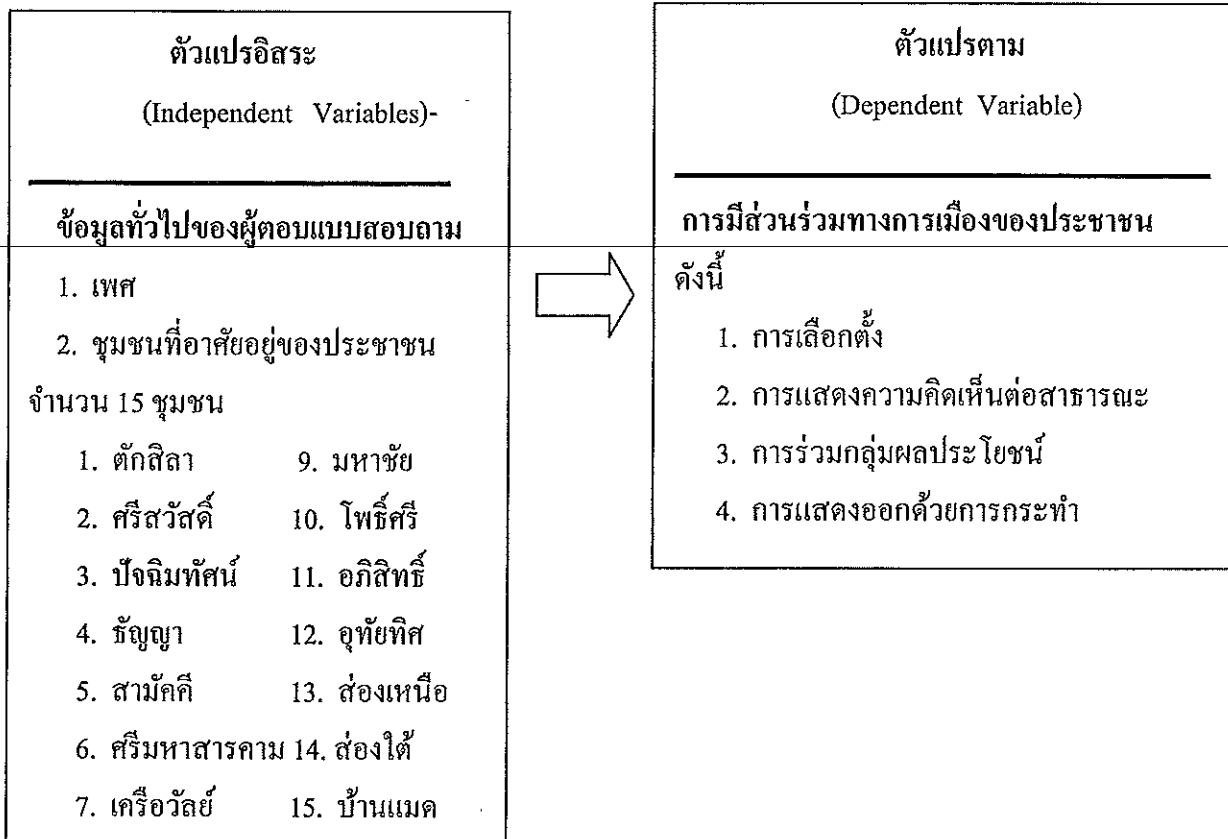 ตัวแปรอิสระ
(Independent Variables)-
ข้อมูลทั่วไปของผู้ตอบแบบสอบถาม
1. เพศ
2. ชุมชนที่อาศัยอยู่ของประชาชน
จำนวน 15 ชุมชน
1. ตักสิลา 9. มหาชัย
2. ศรีสวัสดิ์ 10. โพธิ์ศรี
3. ปัจฉิมทัศน์ 11. อภิสิทธิ์
4. ธัญญา 12. อุทัยทิศ
5. สามัคคี 13. ส่องเหนือ
6. ศรีมหาสารคาม 14. ส่องใต้
7. เครือวัลย์ 15. บ้านแมด
ตัวแปรตาม
(Dependent Variable)
การมีส่วนร่วมทางการเมืองของประชาชน
ดังนี้
1. การเลือกตั้ง
2. การแสดงความคิดเห็นต่อสาธารณะ
3. การร่วมกลุ่มผลประโยชน์
4. การแสดงออกด้วยการกระทำ